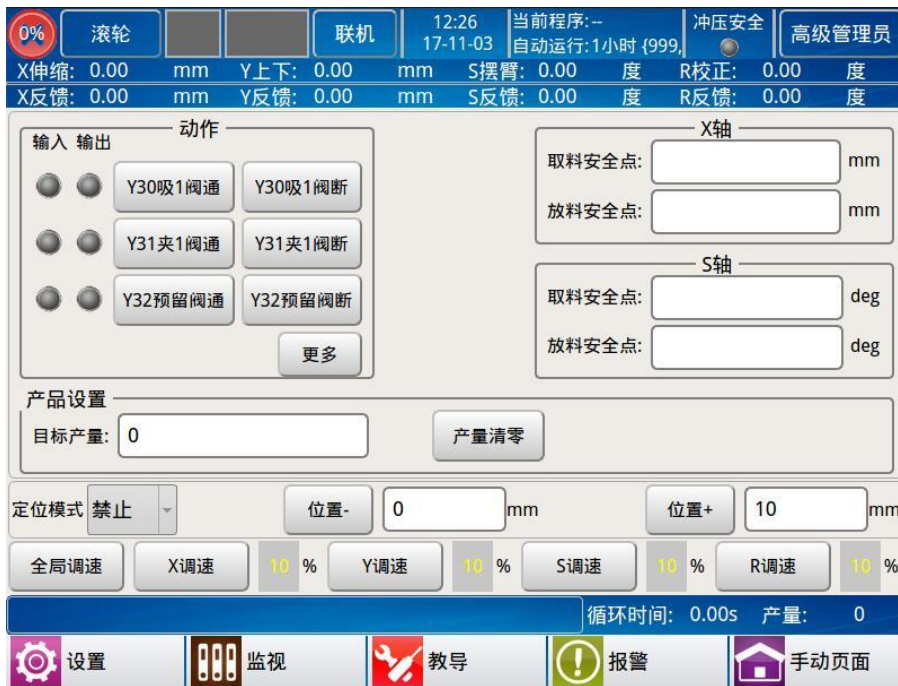 0% 滚轮 联机 12:26 当前程序:-- 冲压安全 高级管理员
17-11-03 自动运行:1小时 {999,
X伸缩: 0.00 mm Y上下: 0.00 mm S摆臂: 0.00 度 R校正: 0.00 度
X反馈: 0.00 mm Y反馈: 0.00 mm S反馈: 0.00 度 R反馈: 0.00 度
动作 X轴
输入 输出
取料安全点: mm
Y30吸1阀通 Y30吸1阀断
放料安全点: mm
Y31夹1阀通 Y31夹1阀断
S轴
Y32预留阀通 Y32预留阀断 取料安全点: deg
更多 放料安全点: deg
产品设置
目标产量: 0 产量清零
定位模式 禁止 位置- 0 mm 位置+ 10 mm
全局调速 X调速 10 % Y调速 10 % S调速 10 % R调速 10 %
循环时间: 0.00s 产量: 0
设置 监视 教导 报警 手动页面